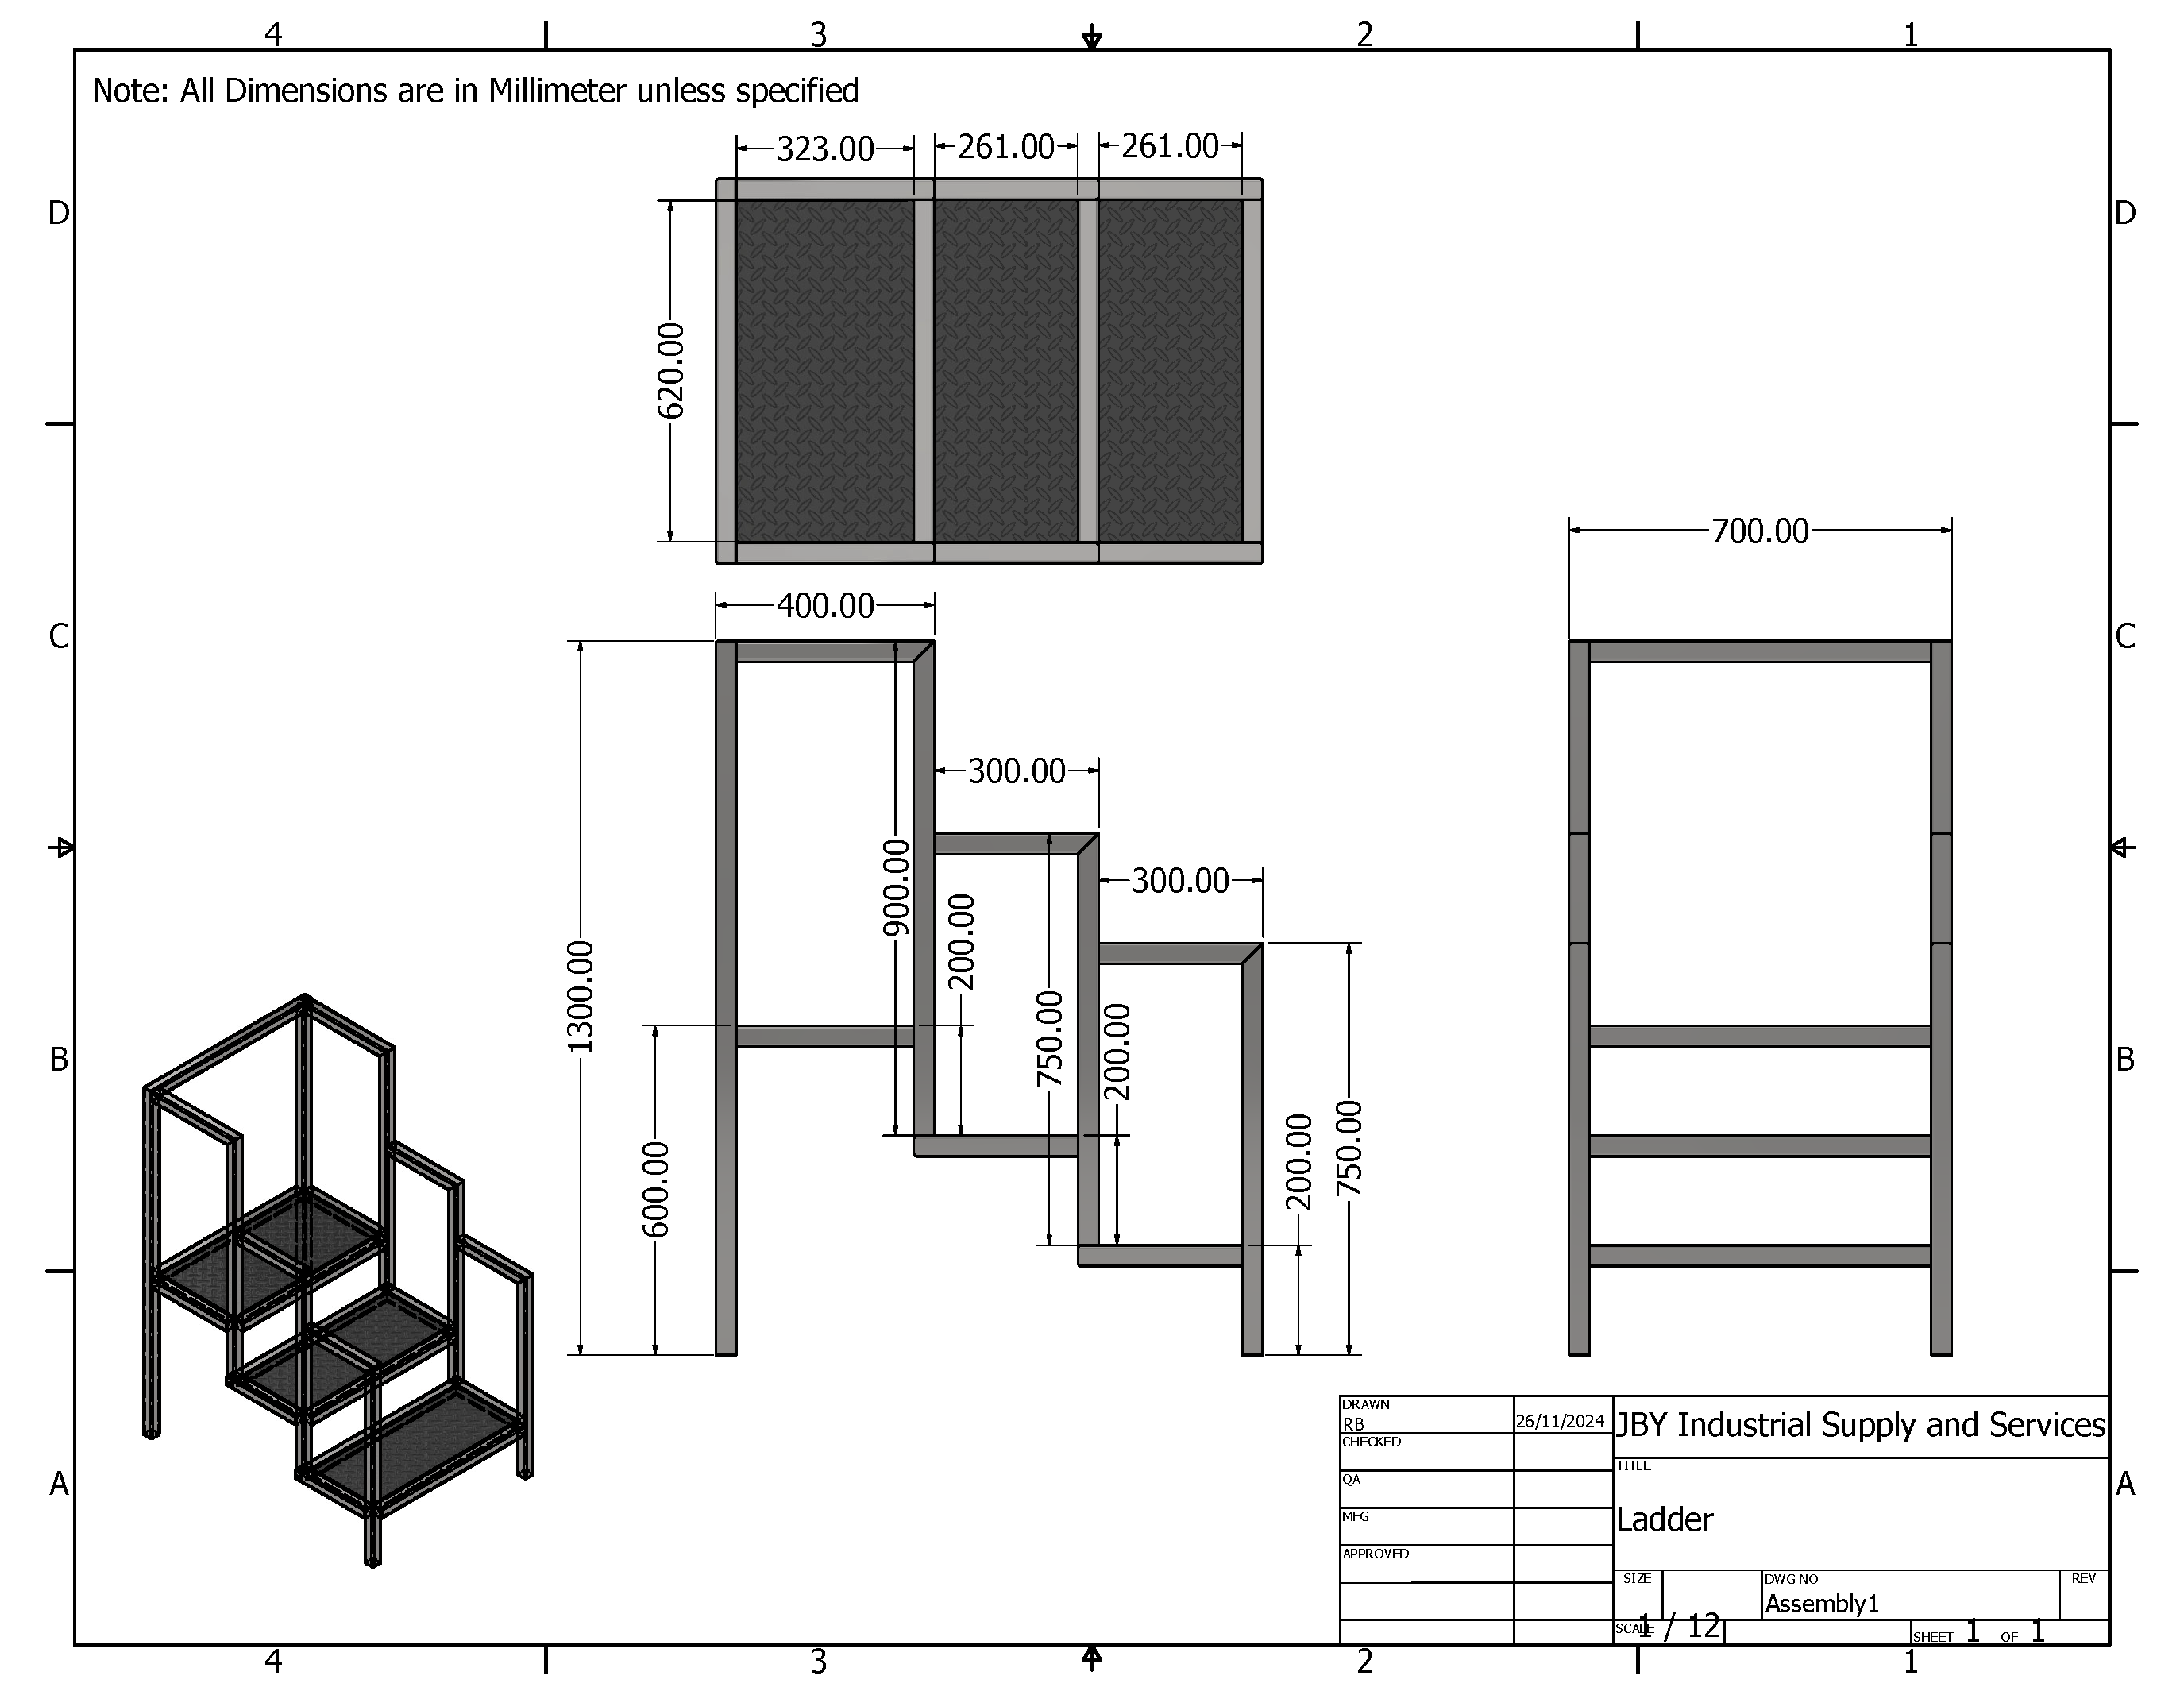 4 3 2 1
Note: All Dimensions are in Millimeter unless specified
323.00 261.00 261.00
D D
620.00
700.00
400.00
C C
300.00
900.00
300.00
200.00
1300.00
750.00
200.00
B B
600.00
200.00
750.00
DRAWN
RB 26/11/2024 JBY Industrial Supply and Services
CHECKED
TITLE
QA
A A
MFG
Ladder
APPROVED
SIZE DWG NO REV
Assembly1
SCALE 1 / 12
SHEET 1 OF 1
4 3 2 1